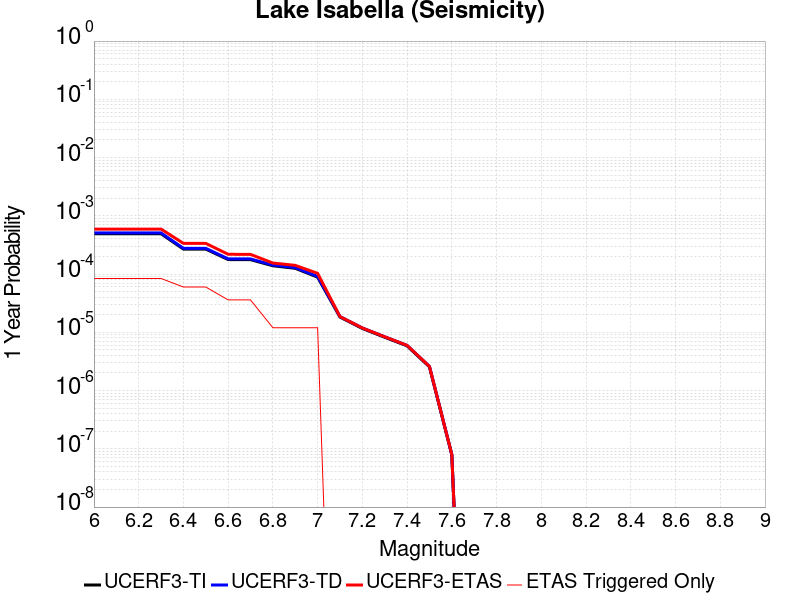 Lake Isabella (Seismicity)
10^0
10^-1
10^-2
10^-3
10^-4
10^-5
10^-6
10^-7
10^-8
1 Year Probability
6 6.2 6.4 6.6 6.8 7 7.2 7.4 7.6 7.8 8 8.2 8.4 8.6 8.8 9
Magnitude
UCERF3-TI UCERF3-TD UCERF3-ETAS ETAS Triggered Only